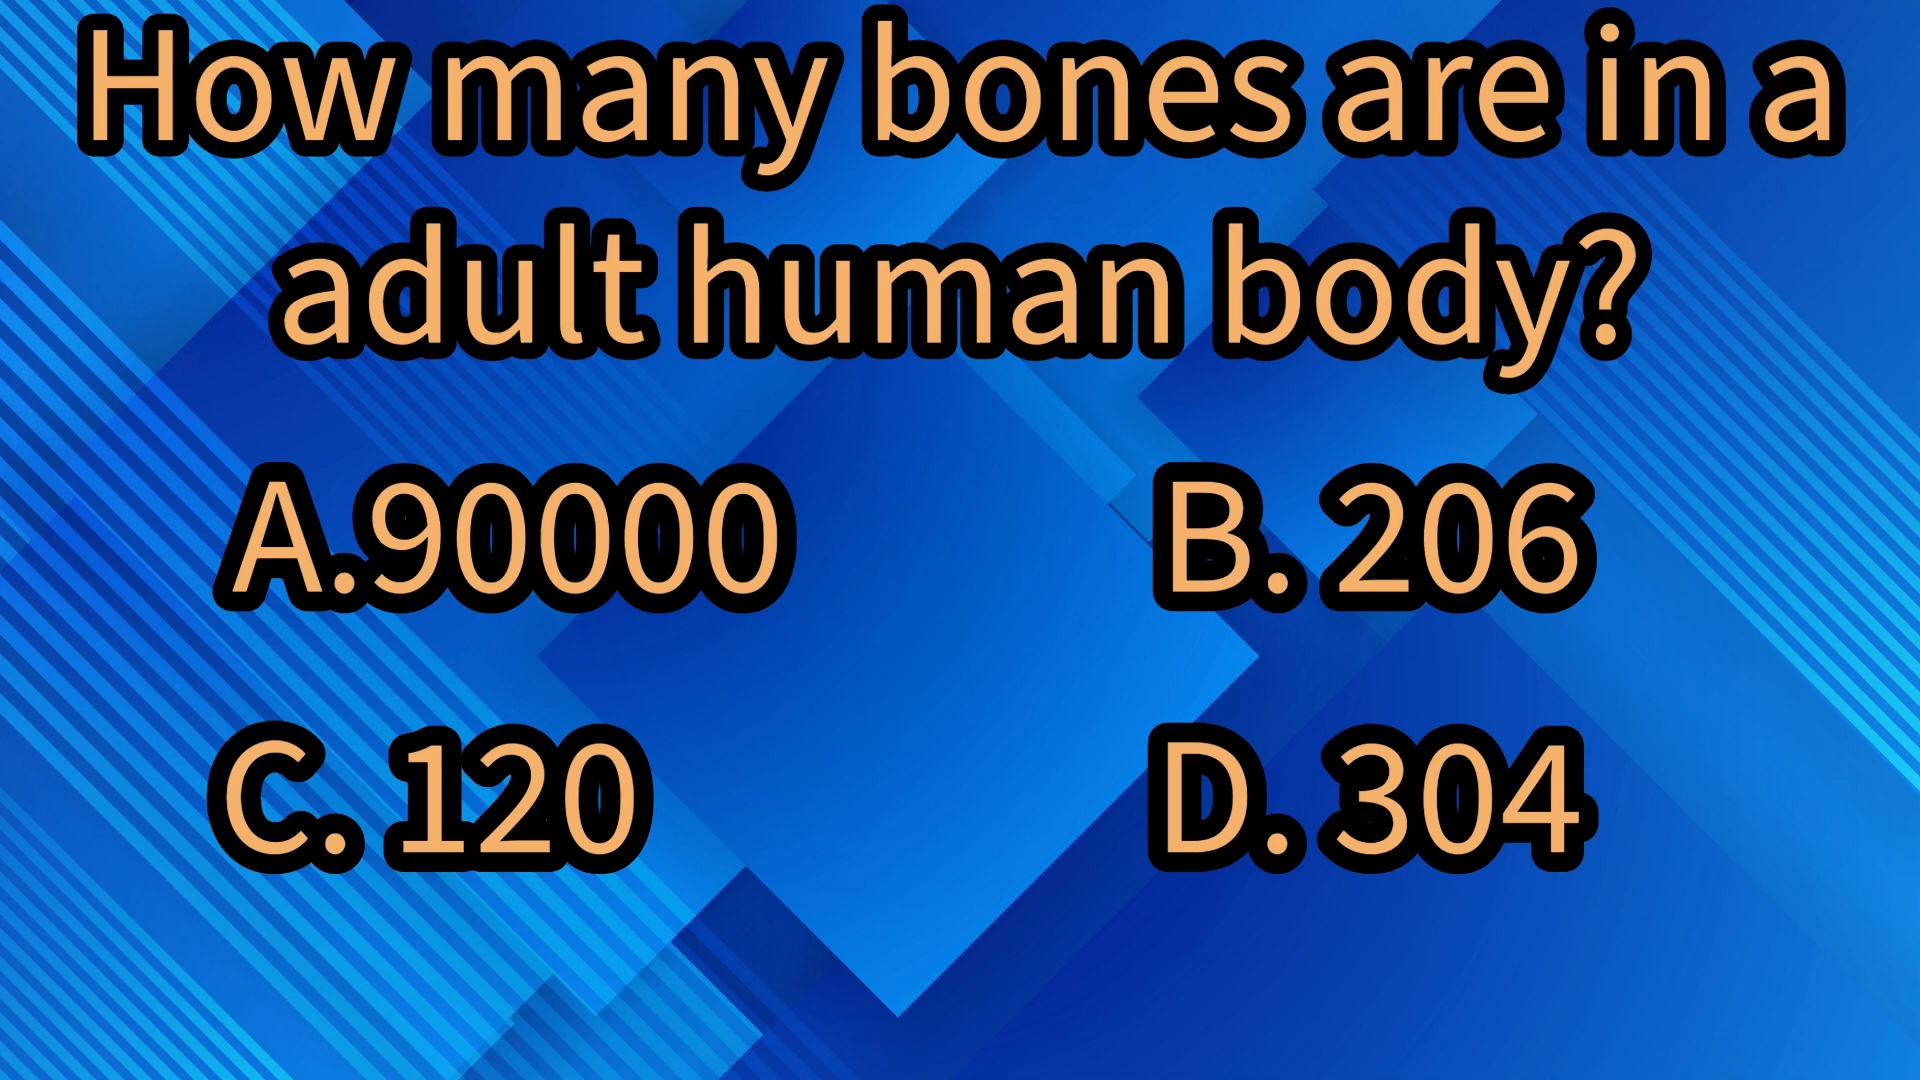 How many bones are in a
adult human body?
A.90000 B. 206
C. 120 D. 304